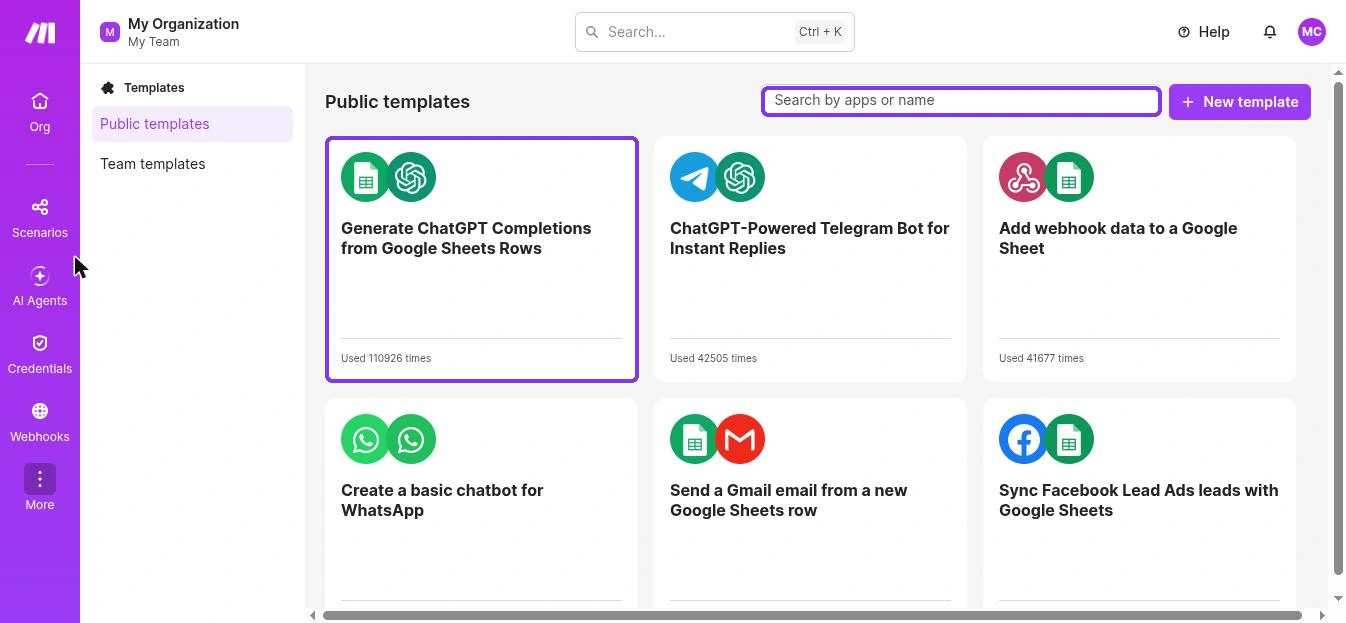 M
My Organization
My Team
Search...
Ctrl + K
Help
MC
Org
Scenarios
AI Agents
Credentials
Webhooks
More
Templates
Public templates
Team templates
Public templates
Search by apps or name
+ New template
Generate ChatGPT Completions
from Google Sheets Rows
Used 110926 times
ChatGPT-Powered Telegram Bot for
Instant Replies
Used 42505 times
Add webhook data to a Google
Sheet
Used 41677 times
Create a basic chatbot for
WhatsApp
Send a Gmail email from a new
Google Sheets row
Sync Facebook Lead Ads leads with
Google Sheets